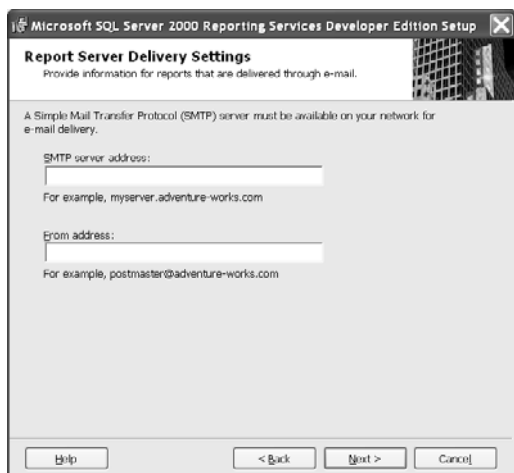 Microsoft SQL Server 2000 Reporting Services Developer Edition Setup
Report Server Delivery Settings
Provide information for reports that are delivered through e-mail.
A Simple Mail Transfer Protocol (SMTP) server must be available on your network for
e-mail delivery.
SMTP server address:
For example, myserver.adventure-works.com
From address:
For example, postmaster@adventure-works.com
Help
< Back
Next >
Cancel